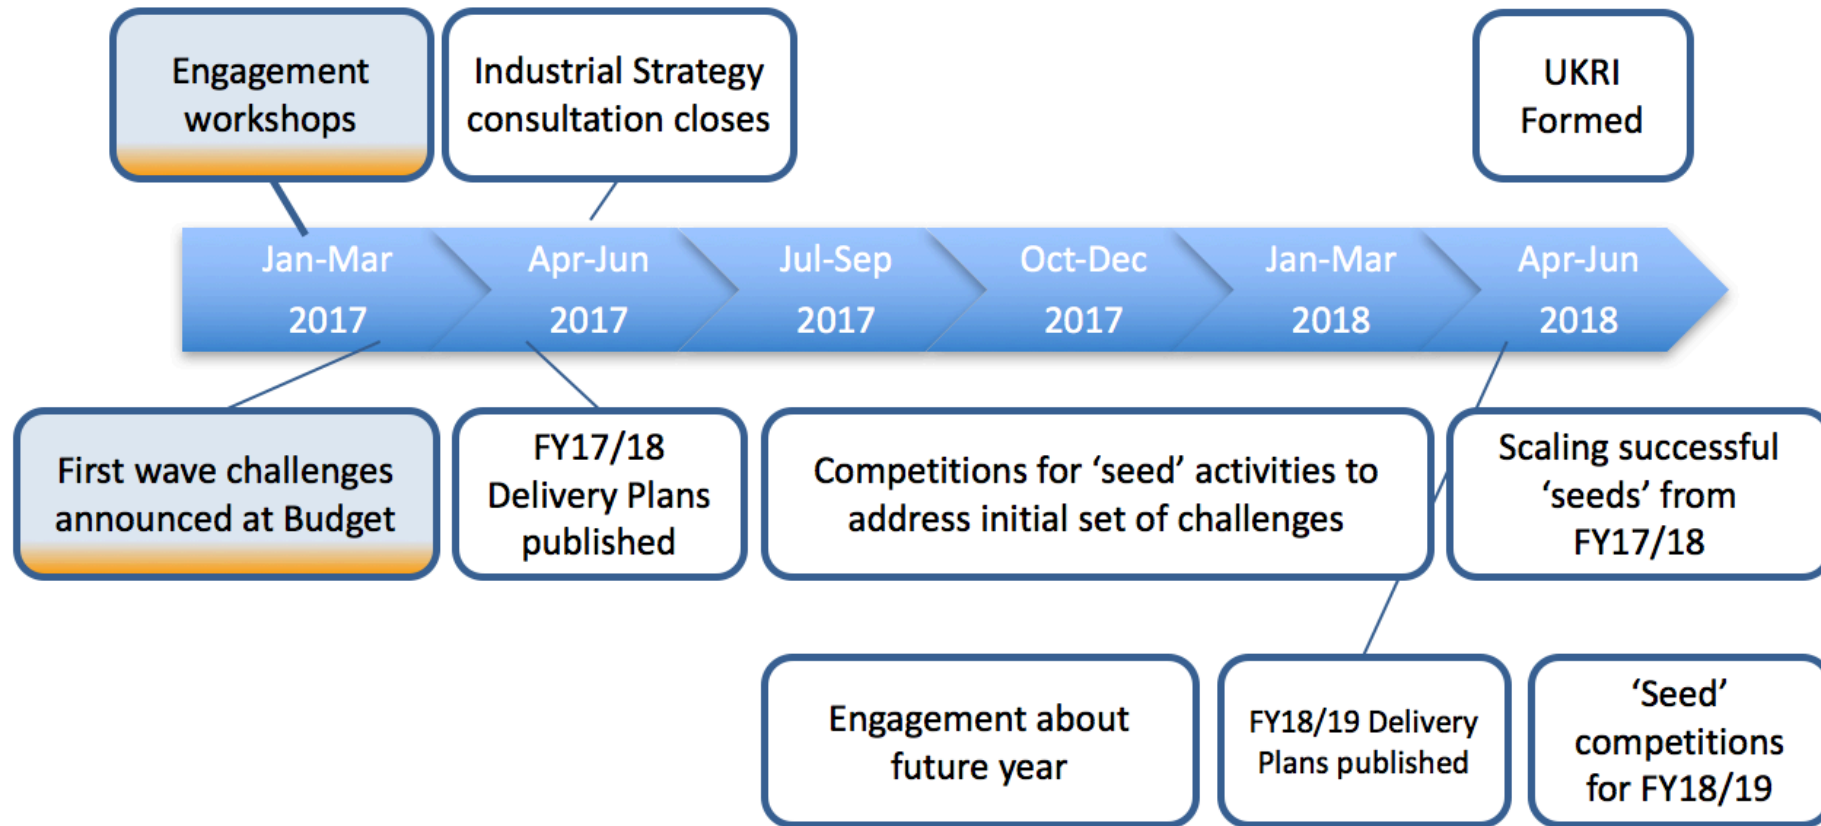 Engagement
workshops
Industrial Strategy
consultation closes
UKRI
Formed
Jan-Mar
2017
Apr-Jun
2017
Jul-Sep
2017
Oct-Dec
2017
Jan-Mar
2018
Apr-Jun
2018
First wave challenges
announced at Budget
FY17/18
Delivery Plans
published
Competitions for ‘seed’ activities to
address initial set of challenges
Scaling successful
‘seeds’ from
FY17/18
Engagement about
future year
FY18/19 Delivery
Plans published
‘Seed’
competitions
for FY18/19